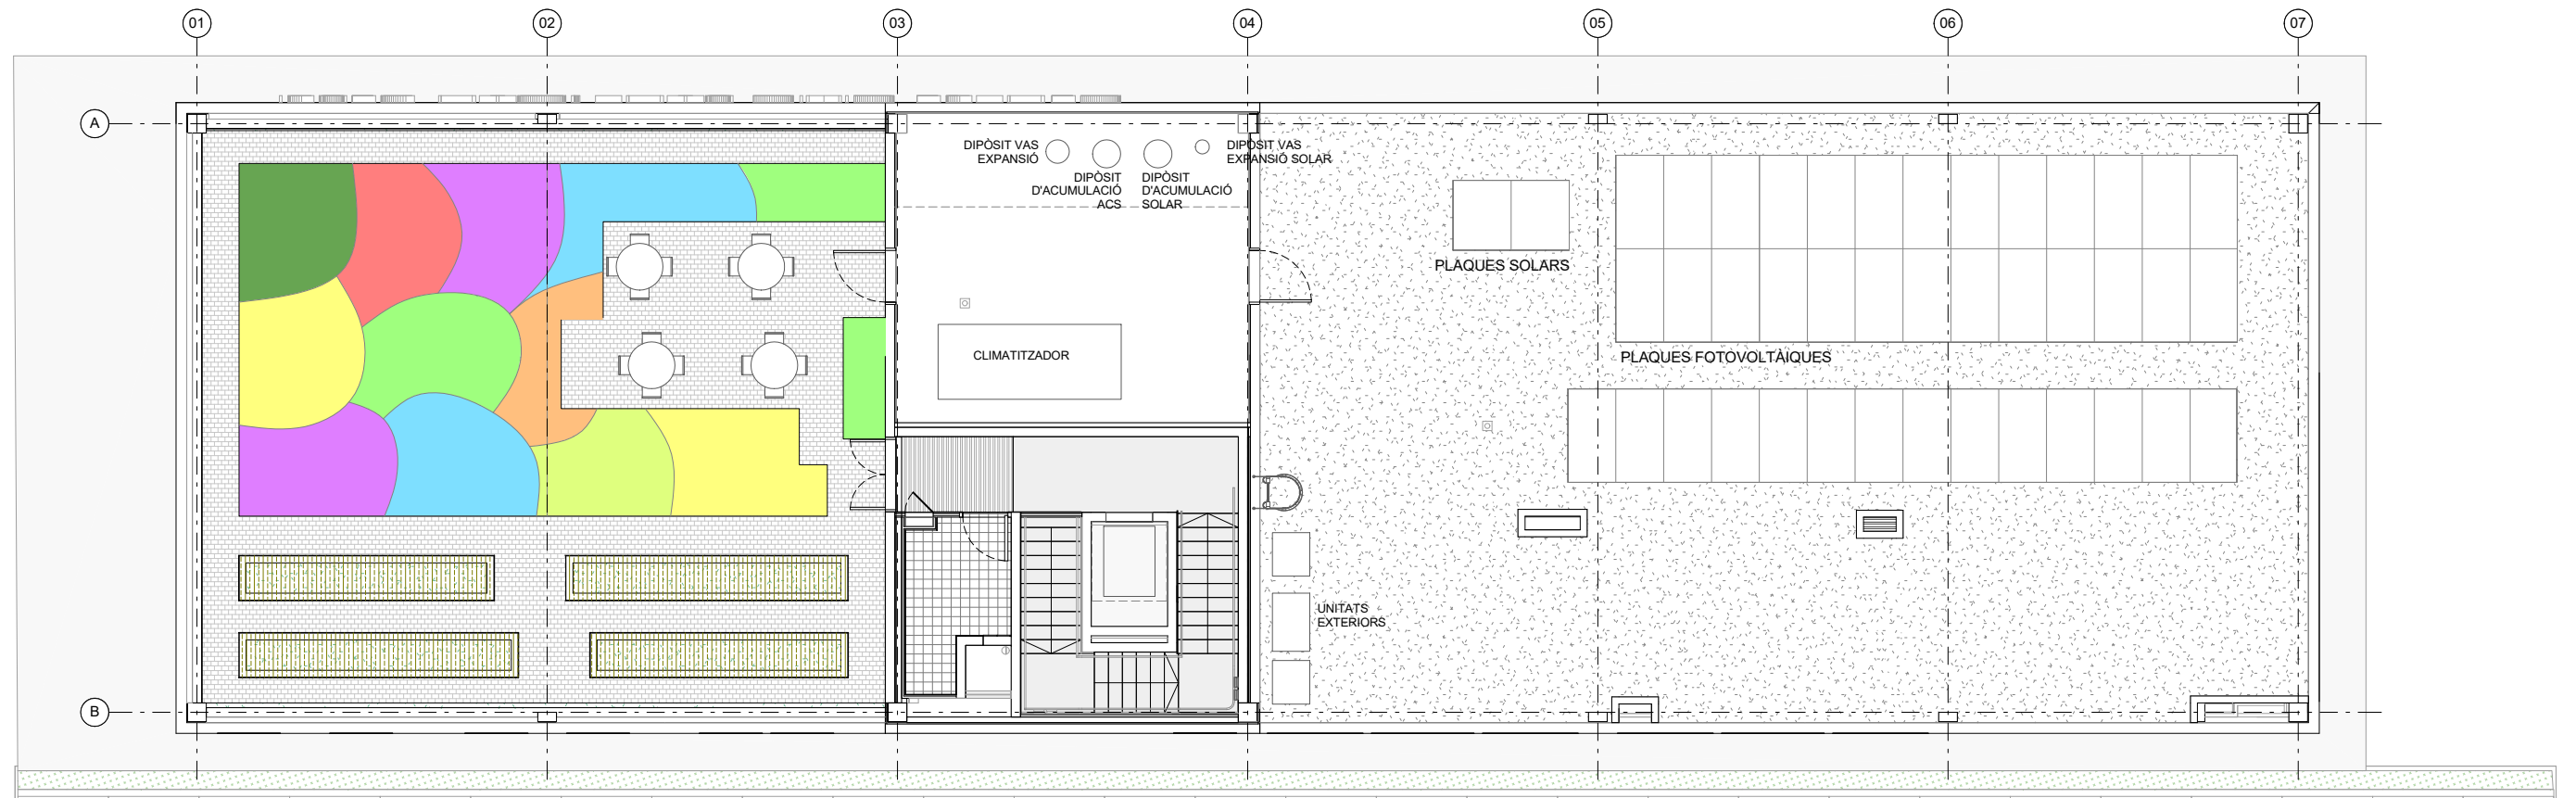 01
02
03
04
05
06
07
A
DIPÒSIT VAS
EXPANSIÓ
DIPÒSIT
D'ACUMULACIÓ
ACS
DIPÒSIT
D'ACUMULACIÓ
SOLAR
DIPÒSIT VAS
EXPANSIÓ SOLAR
PLAQUES SOLARS
CLIMATITZADOR
PLAQUES FOTOVOLTÀIQUES
UNITATS
EXTERIORS
B